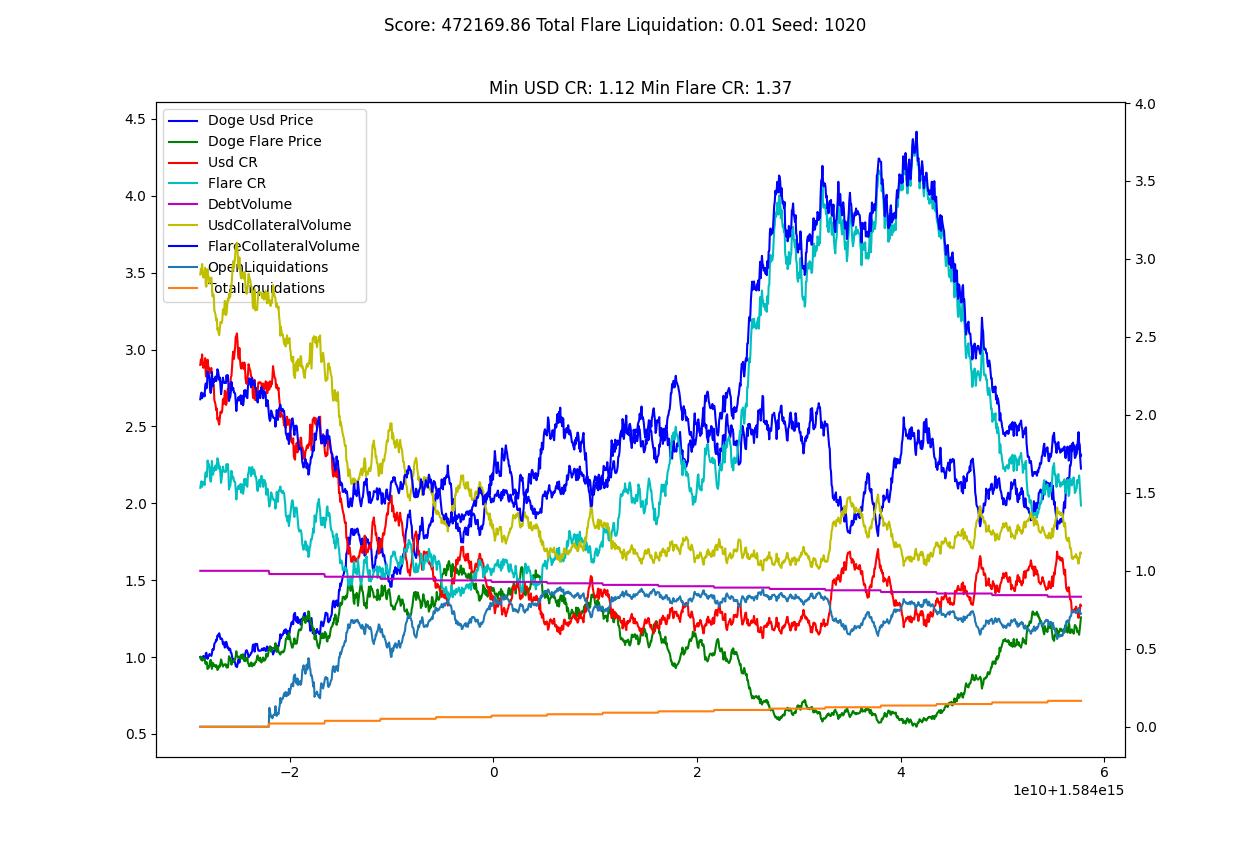 Score: 472169.86 Total Flare Liquidation: 0.01 Seed: 1020
Min USD CR: 1.12 Min Flare CR: 1.37
Doge Usd Price
Doge Flare Price
Usd CR
Flare CR
DebtVolume
UsdCollateralVolume
FlareCollateralVolume
OpenLiquidations
TotalLiquidations
4.5
4.0
3.5
3.0
2.5
2.0
1.5
1.0
0.5
4.0
3.5
3.0
2.5
2.0
1.5
1.0
0.5
0.0
−2 0 2 4 6
1e10+1.584e15